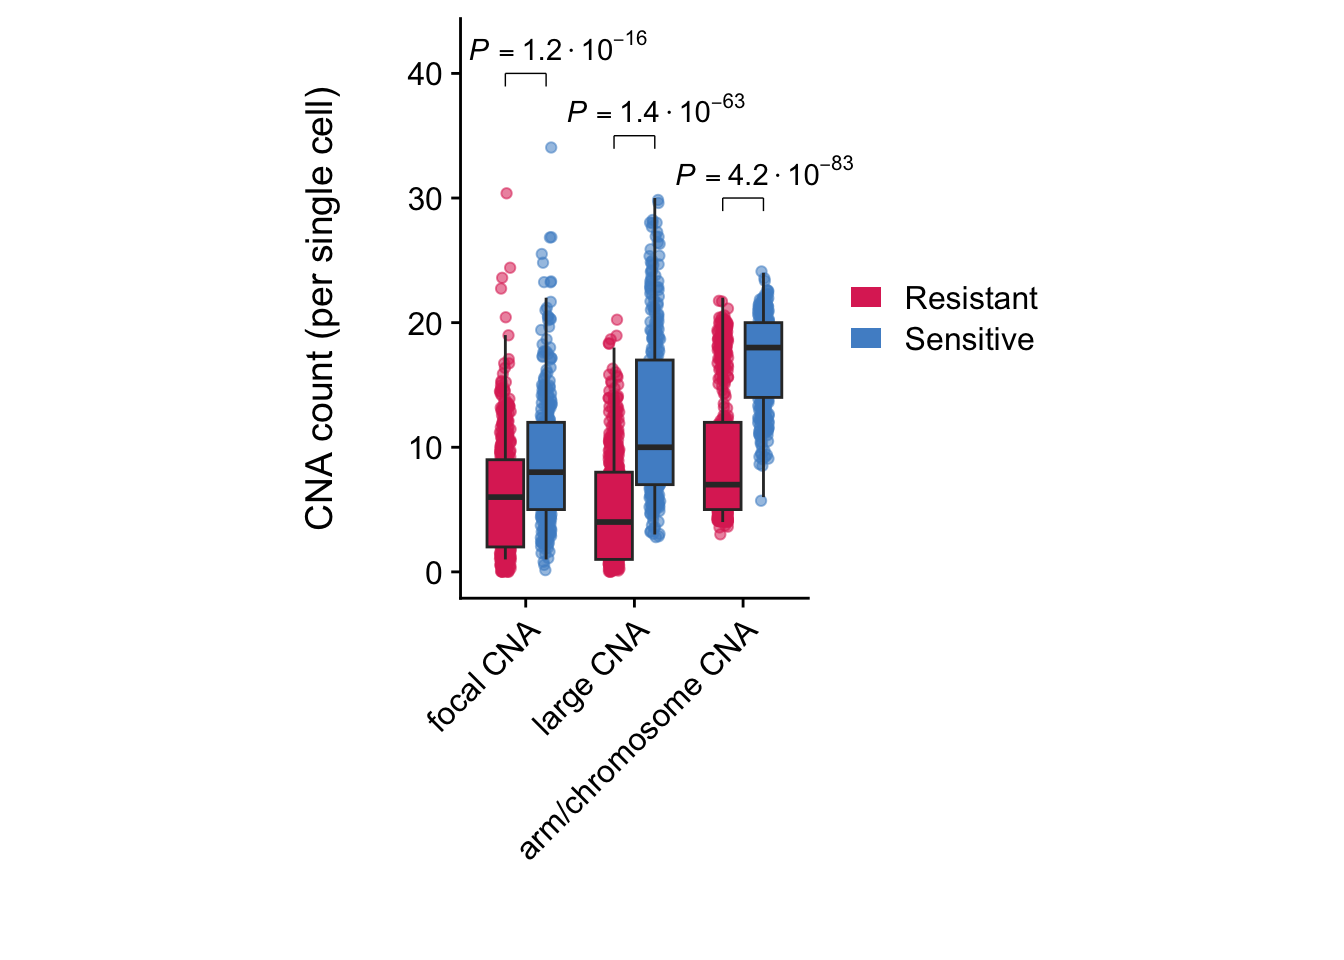 P = 1.2 · 10⁻¹⁶
P = 1.4 · 10⁻⁶³
P = 4.2 · 10⁻⁸³
CNA count (per single cell)
40
30
20
10
0
focal CNA
large CNA
arm/chromosome CNA
Resistant
Sensitive